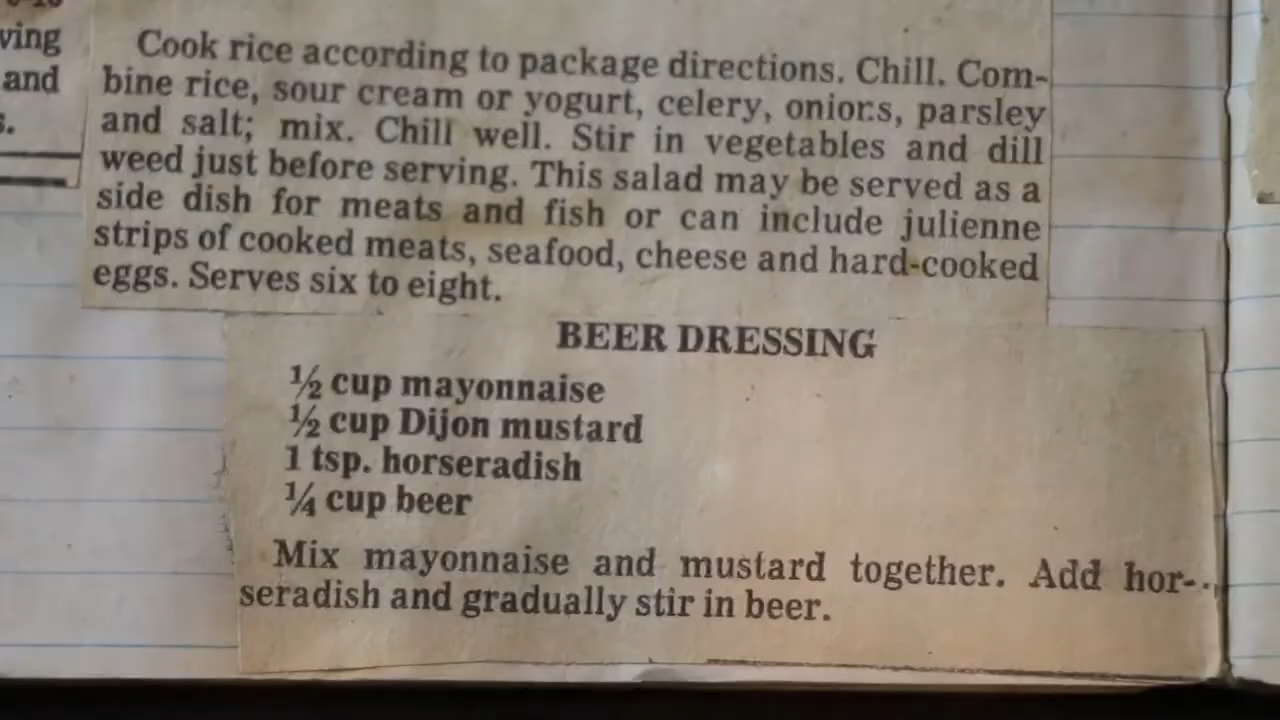 ving
and
s.
Cook rice according to package directions. Chill. Com-
bine rice, sour cream or yogurt, celery, onions, parsley
and salt; mix. Chill well. Stir in vegetables and dill
weed just before serving. This salad may be served as a
side dish for meats and fish or can include julienne
strips of cooked meats, seafood, cheese and hard-cooked
eggs. Serves six to eight.
BEER DRESSING
½ cup mayonnaise
½ cup Dijon mustard
1 tsp. horseradish
¼ cup beer
Mix mayonnaise and mustard together. Add hor-
seradish and gradually stir in beer.